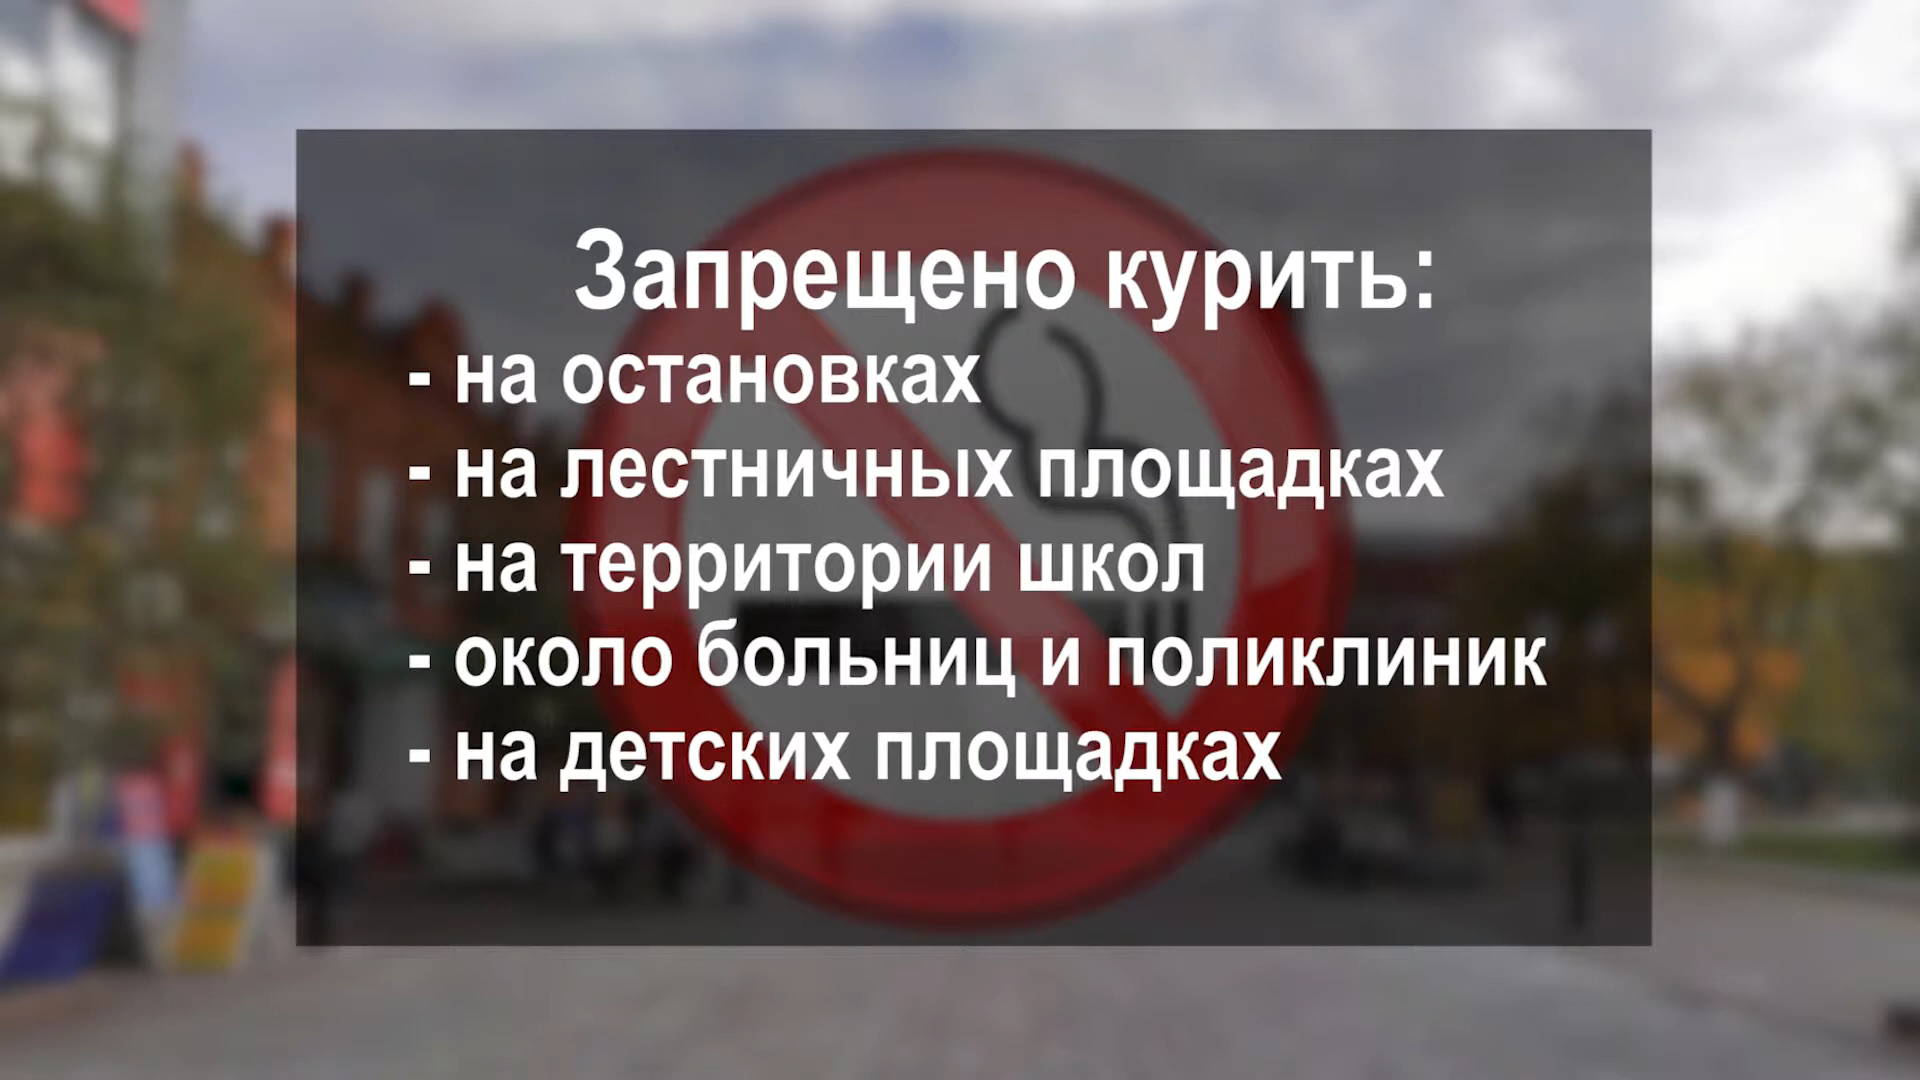 Запрещено курить:
- на остановках
- на лестничных площадках
- на территории школ
- около больниц и поликлиник
- на детских площадках